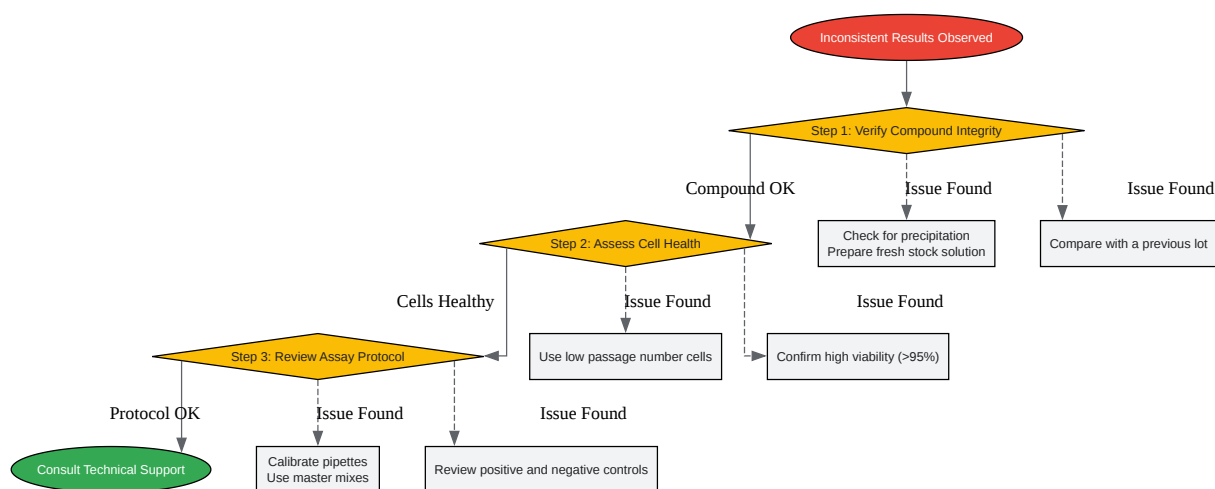 Inconsistent Results Observed
Step 1: Verify Compound Integrity
Compound OK
Issue Found
Issue Found
Check for precipitation
Prepare fresh stock solution
Compare with a previous lot
Step 2: Assess Cell Health
Cells Healthy
Issue Found
Issue Found
Use low passage number cells
Confirm high viability (>95%)
Step 3: Review Assay Protocol
Protocol OK
Issue Found
Issue Found
Consult Technical Support
Calibrate pipettes
Use master mixes
Review positive and negative controls